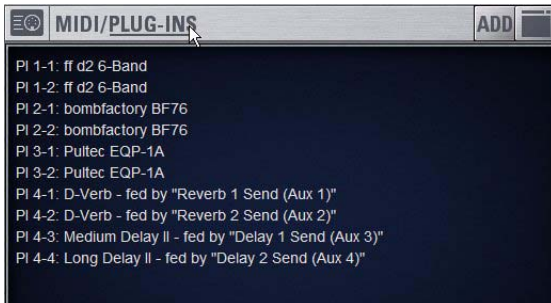 MIDI/PLUG-INS
ADD
PI 1-1: ff d2 6-Band
PI 1-2: ff d2 6-Band
PI 2-1: bombfactory BF76
PI 2-2: bombfactory BF76
PI 3-1: Pultec EQP-1A
PI 3-2: Pultec EQP-1A
PI 4-1: D-Verb - fed by "Reverb 1 Send (Aux 1)"
PI 4-2: D-Verb - fed by "Reverb 2 Send (Aux 2)"
PI 4-3: Medium Delay II - fed by "Delay 1 Send (Aux 3)"
PI 4-4: Long Delay II - fed by "Delay 2 Send (Aux 4)"